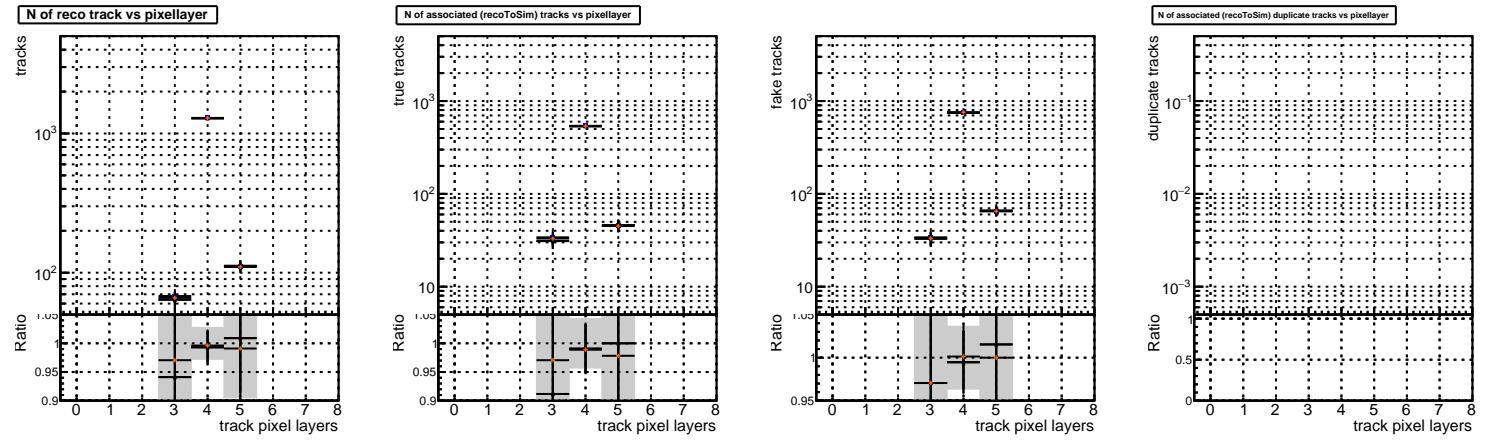 N of reco track vs pixellayer
tracks
10³
10²
Ratio
1.05
1
0.95
0.9
0 1 2 3 4 5 6 7 8
track pixel layers
N of associated (recoToSim) tracks vs pixellayer
true tracks
10³
10²
10
Ratio
1.05
1
0.95
0.9
0 1 2 3 4 5 6 7 8
track pixel layers
fake tracks
10³
10²
10
Ratio
1.05
1
0.95
0 1 2 3 4 5 6 7 8
track pixel layers
N of associated (recoToSim) duplicate tracks vs pixellayer
duplicate tracks
10⁻¹
10⁻²
10⁻³
Ratio
1
0.5
0
0 1 2 3 4 5 6 7 8
track pixel layers